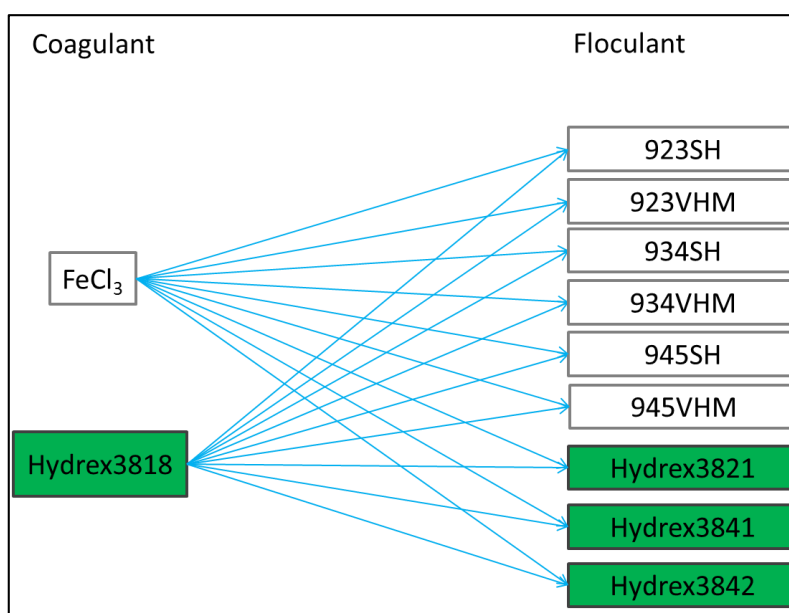 Coagulant
Floculant
923SH
923VHM
934SH
FeCl₃
934VHM
945SH
945VHM
Hydrex3818
Hydrex3821
Hydrex3841
Hydrex3842